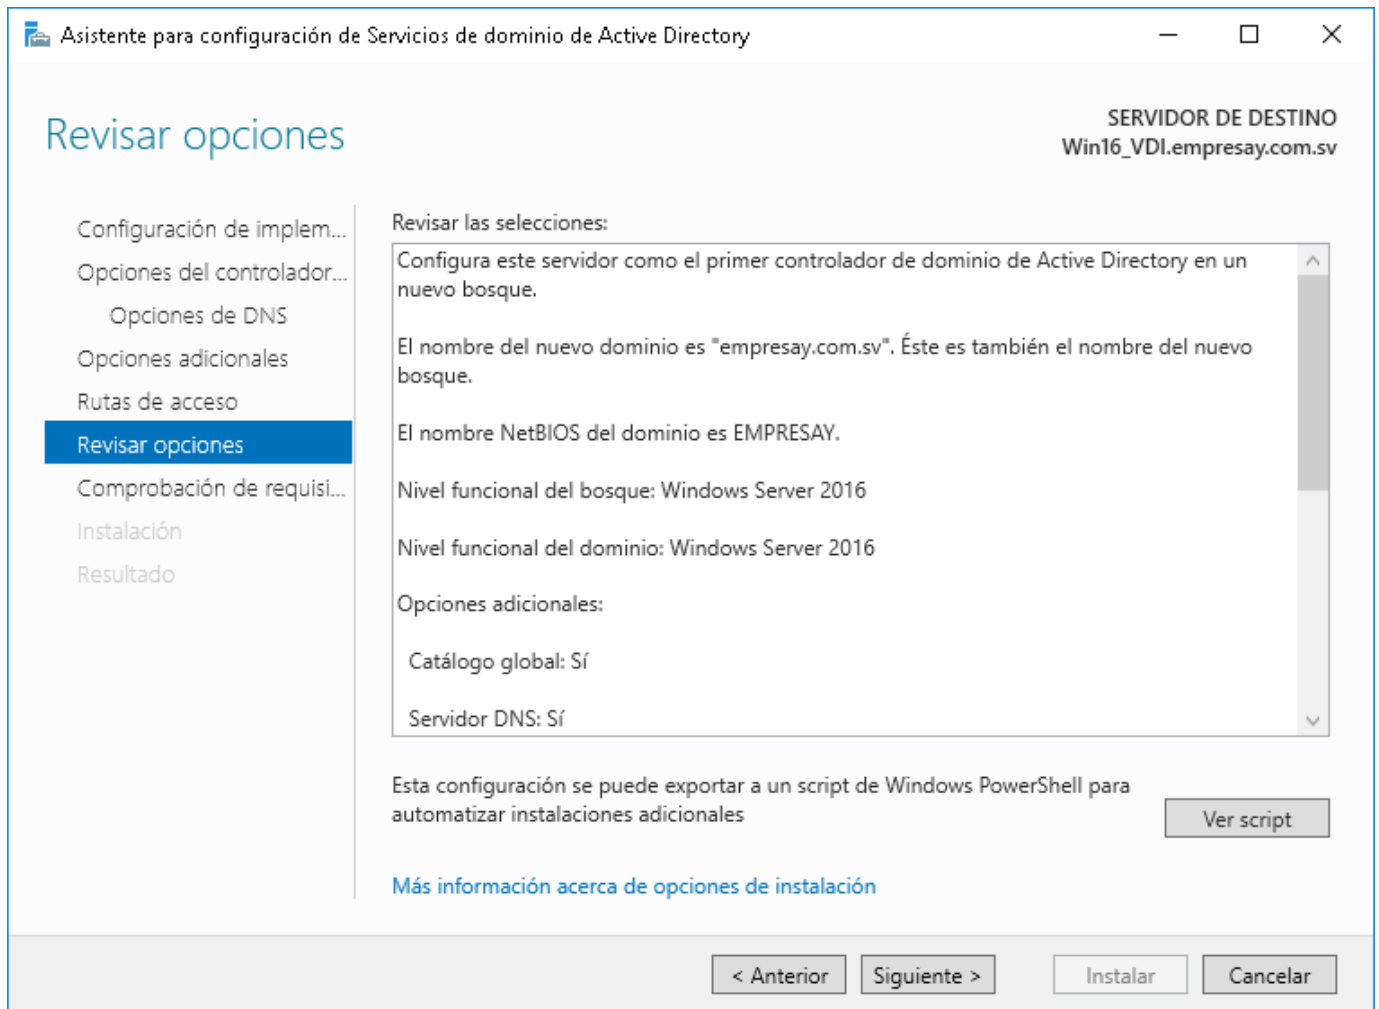 Asistente para configuración de Servicios de dominio de Active Directory
Revisar opciones
SERVIDOR DE DESTINO
Win16_VDI.empresay.com.sv
Configuración de implem...
Opciones del controlador...
Opciones de DNS
Opciones adicionales
Rutas de acceso
Revisar opciones
Comprobación de requisi...
Instalación
Resultado
Revisar las selecciones:
Configura este servidor como el primer controlador de dominio de Active Directory en un
nuevo bosque.
El nombre del nuevo dominio es "empresay.com.sv". Éste es también el nombre del nuevo
bosque.
El nombre NetBIOS del dominio es EMPRESAY.
Nivel funcional del bosque: Windows Server 2016
Nivel funcional del dominio: Windows Server 2016
Opciones adicionales:
Catálogo global: Sí
Servidor DNS: Sí
Esta configuración se puede exportar a un script de Windows PowerShell para
automatizar instalaciones adicionales
Ver script
Más información acerca de opciones de instalación
< Anterior
Siguiente >
Instalar
Cancelar